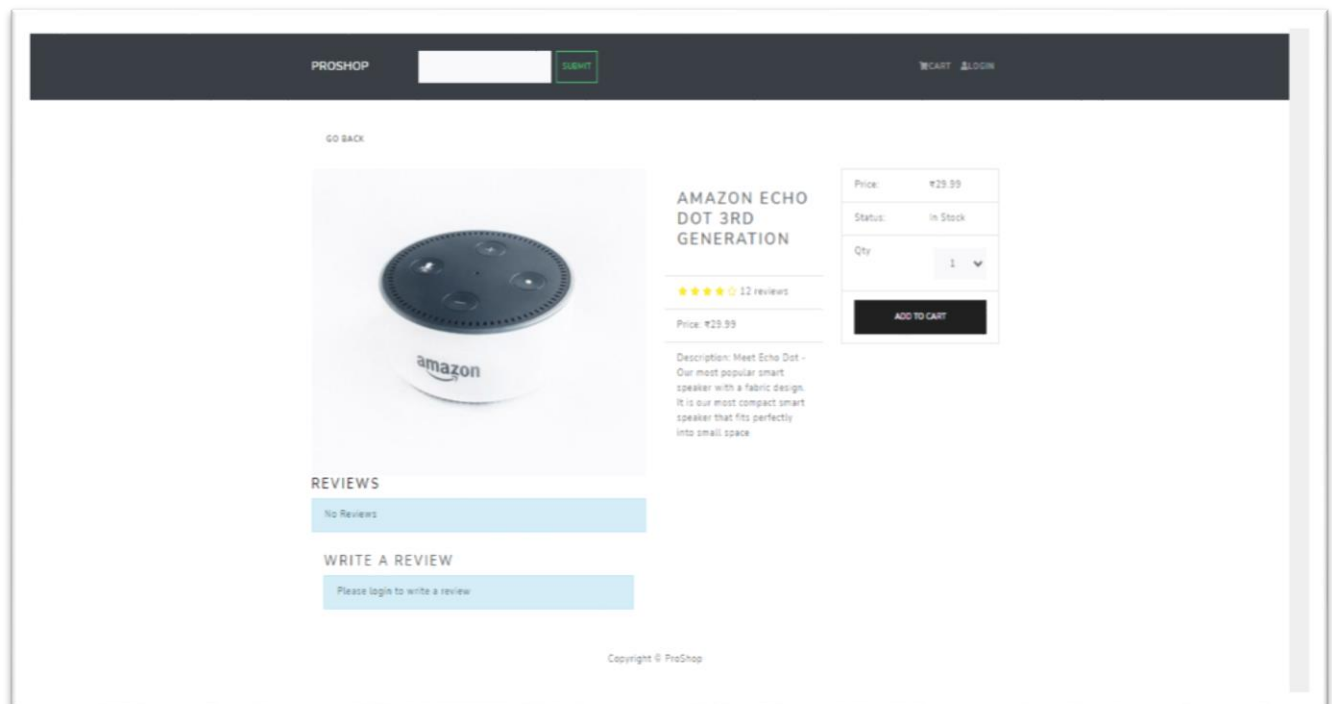 PROSHOP
SUBMIT
CART LOGIN
GO BACK
amazon
AMAZON ECHO
DOT 3RD
GENERATION
12 reviews
Price: ₹29.99
Description: Meet Echo Dot -
Our most popular smart
speaker with a fabric design.
It is our most compact smart
speaker that fits perfectly
into small space
Price: ₹29.99
Status: In Stock
Qty 1
ADD TO CART
REVIEWS
No Reviews
WRITE A REVIEW
Please login to write a review
Copyright © ProShop